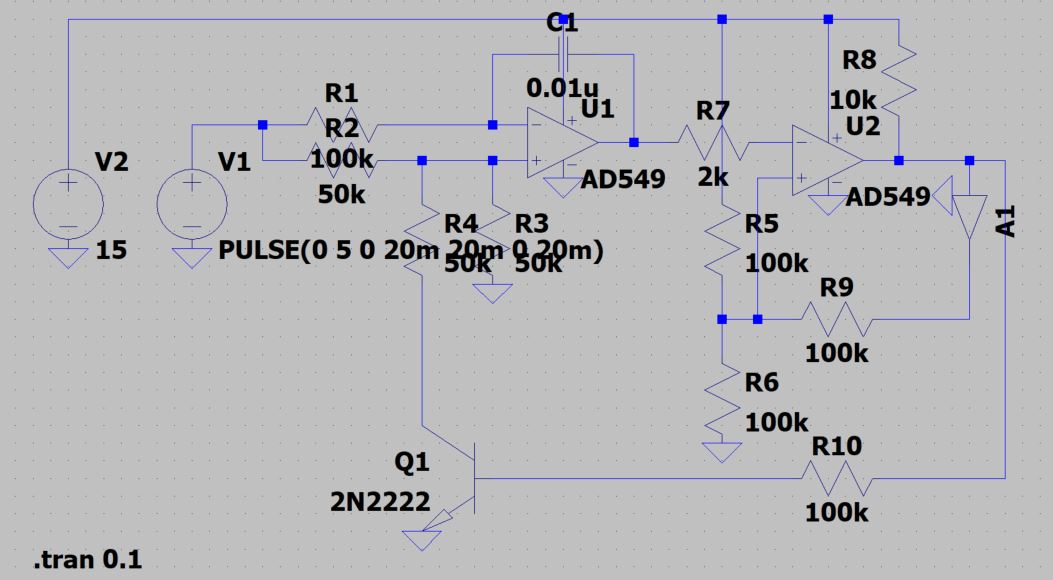 C1
0.01u
R8
10k
R1
R2
100k
50k
U1
AD549
R7
2k
U2
AD549
V2
15
V1
PULSE(0 5 0 20m 20m 0 20m)
R4
50k
R3
50k
R5
100k
A1
R9
100k
R6
100k
R10
100k
Q1
2N2222
.tran 0.1